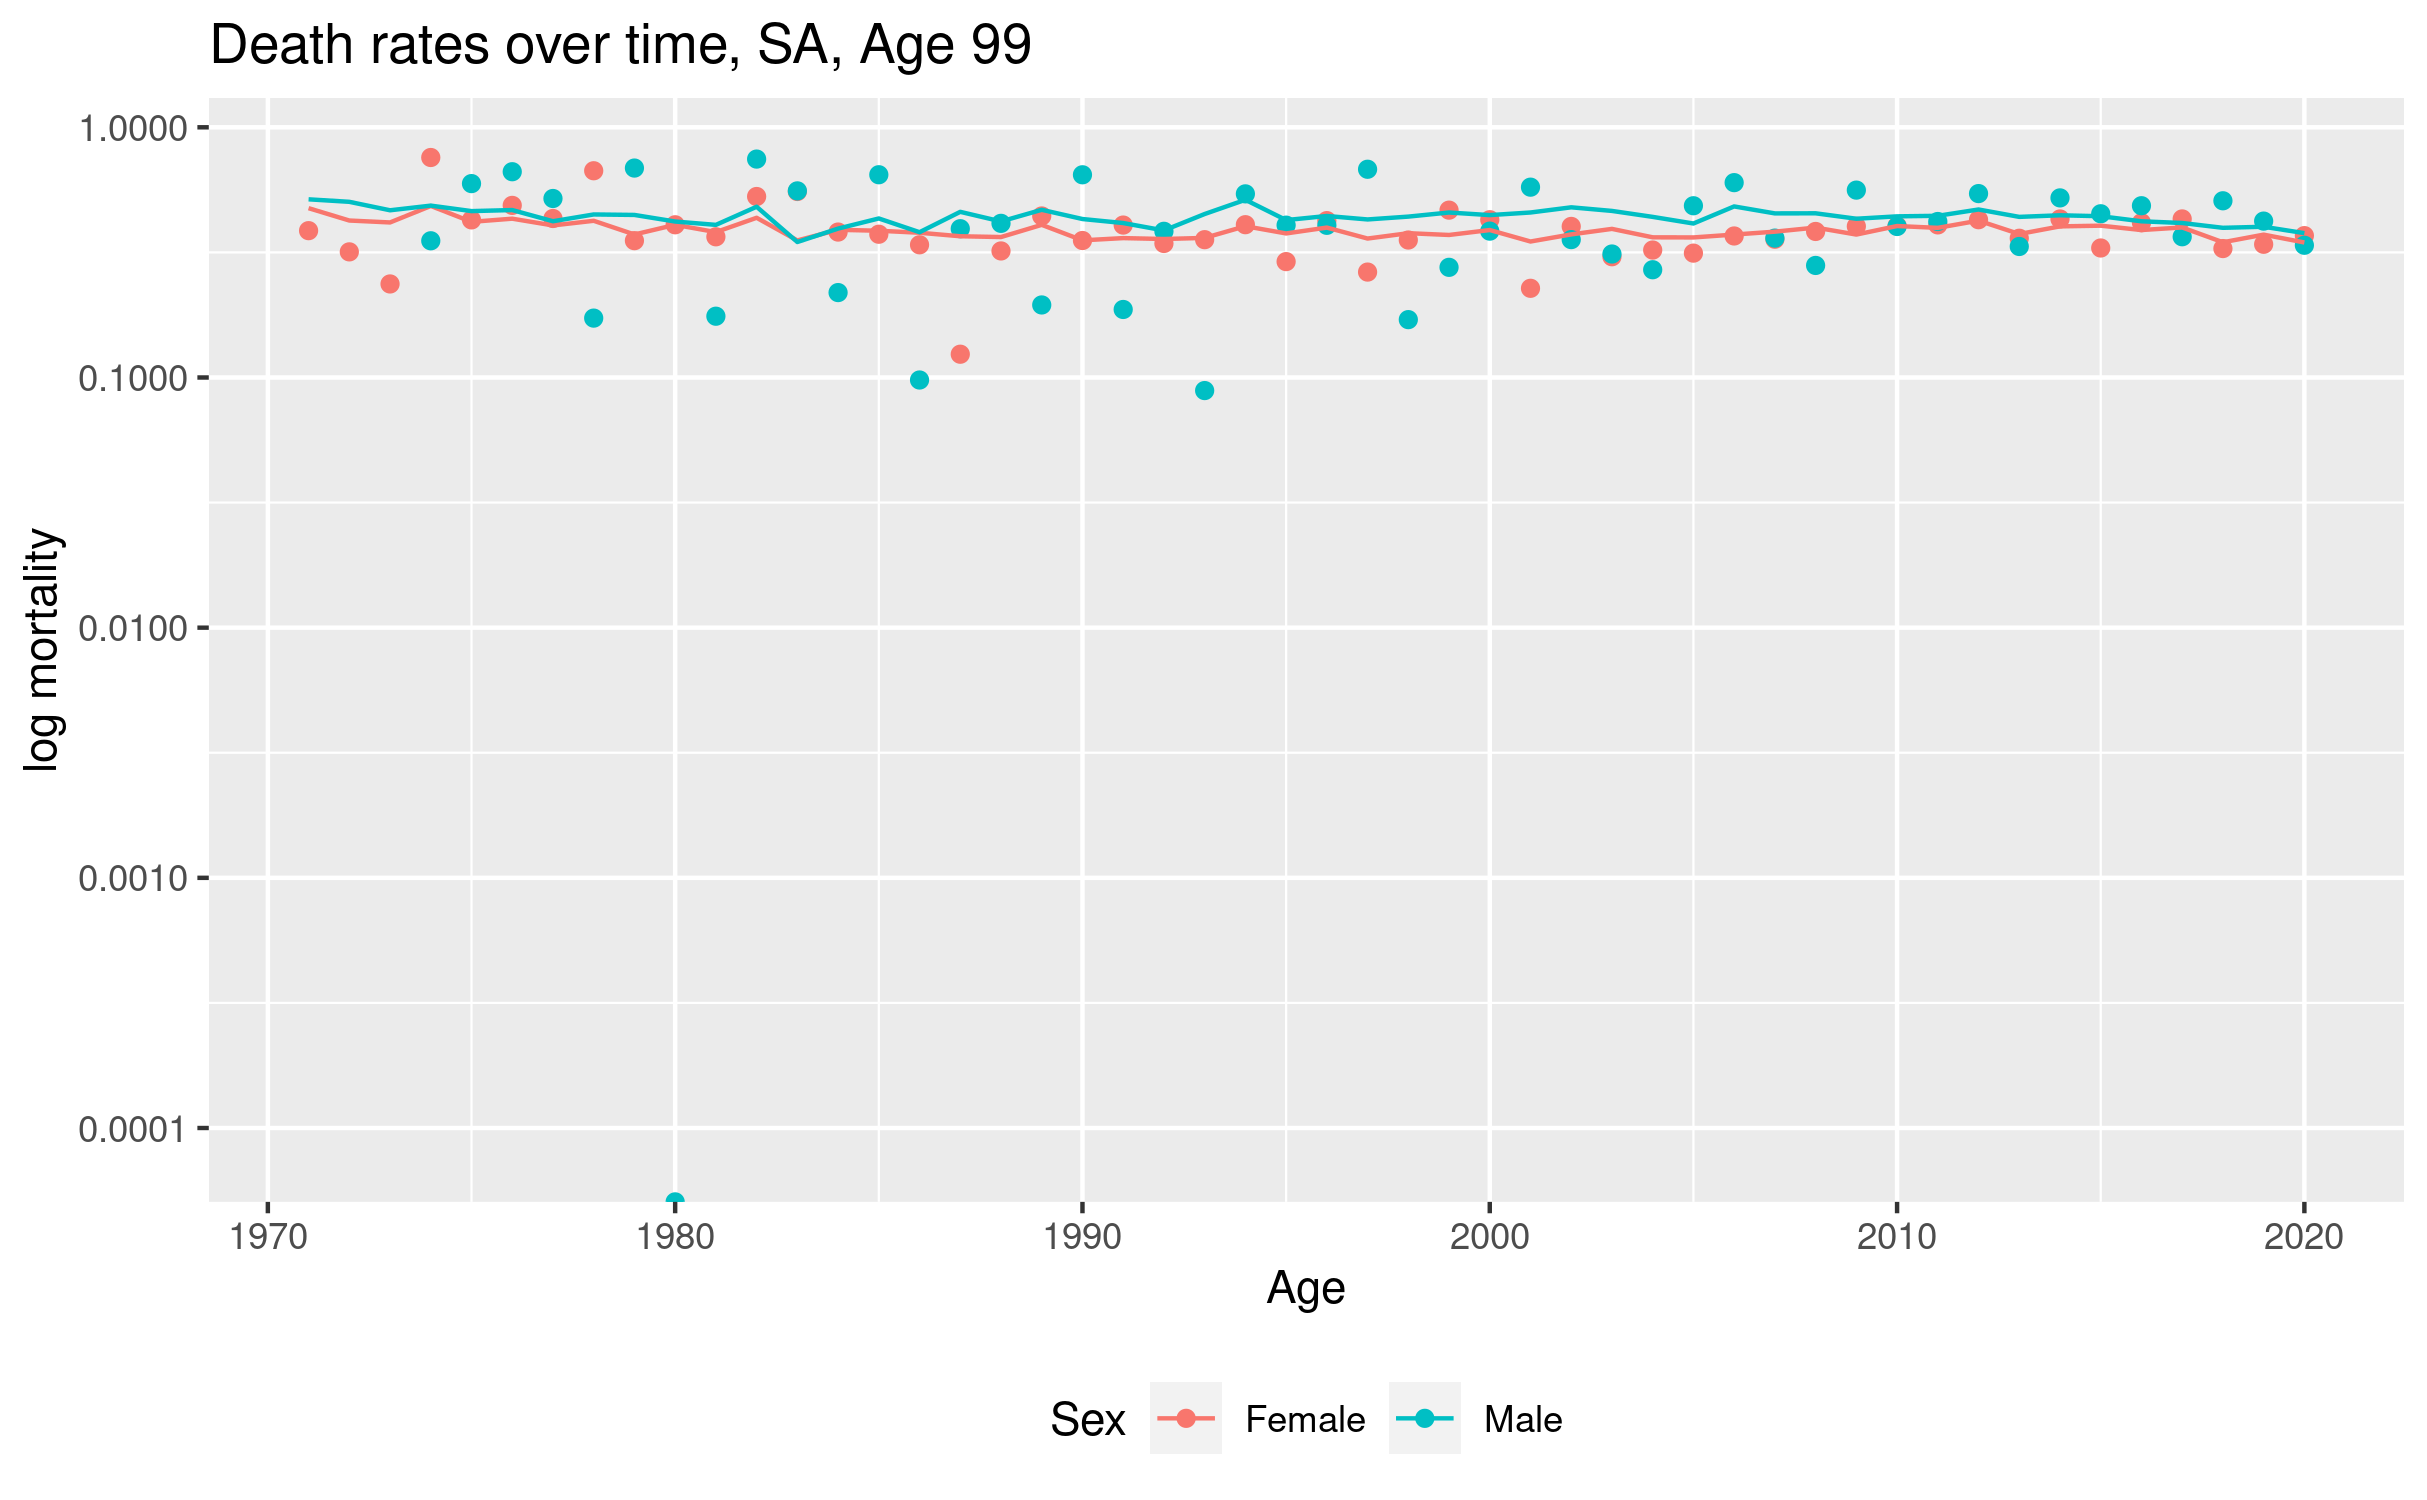 Death rates over time, SA, Age 99
1.0000
0.1000
0.0100
0.0010
0.0001
log mortality
1970 1980 1990 2000 2010 2020
Age
Sex Female Male